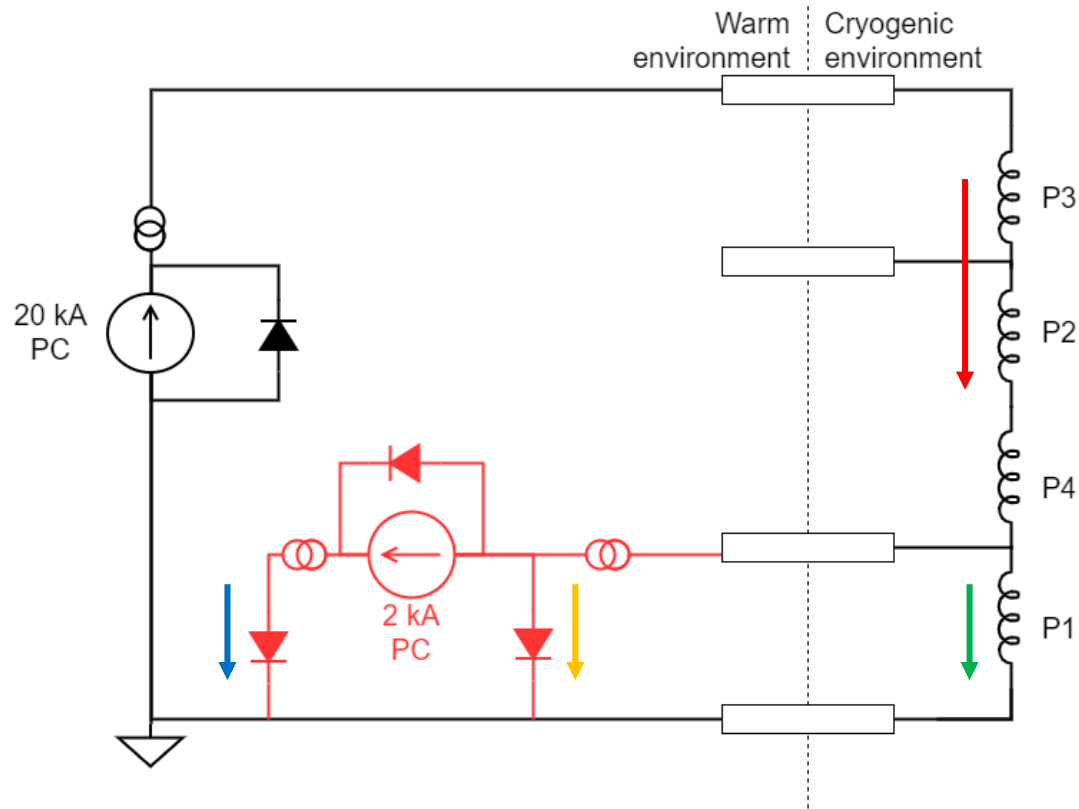 Warm
environment
Cryogenic
environment
P3
20 kA
PC
P2
P4
2 kA
PC
P1